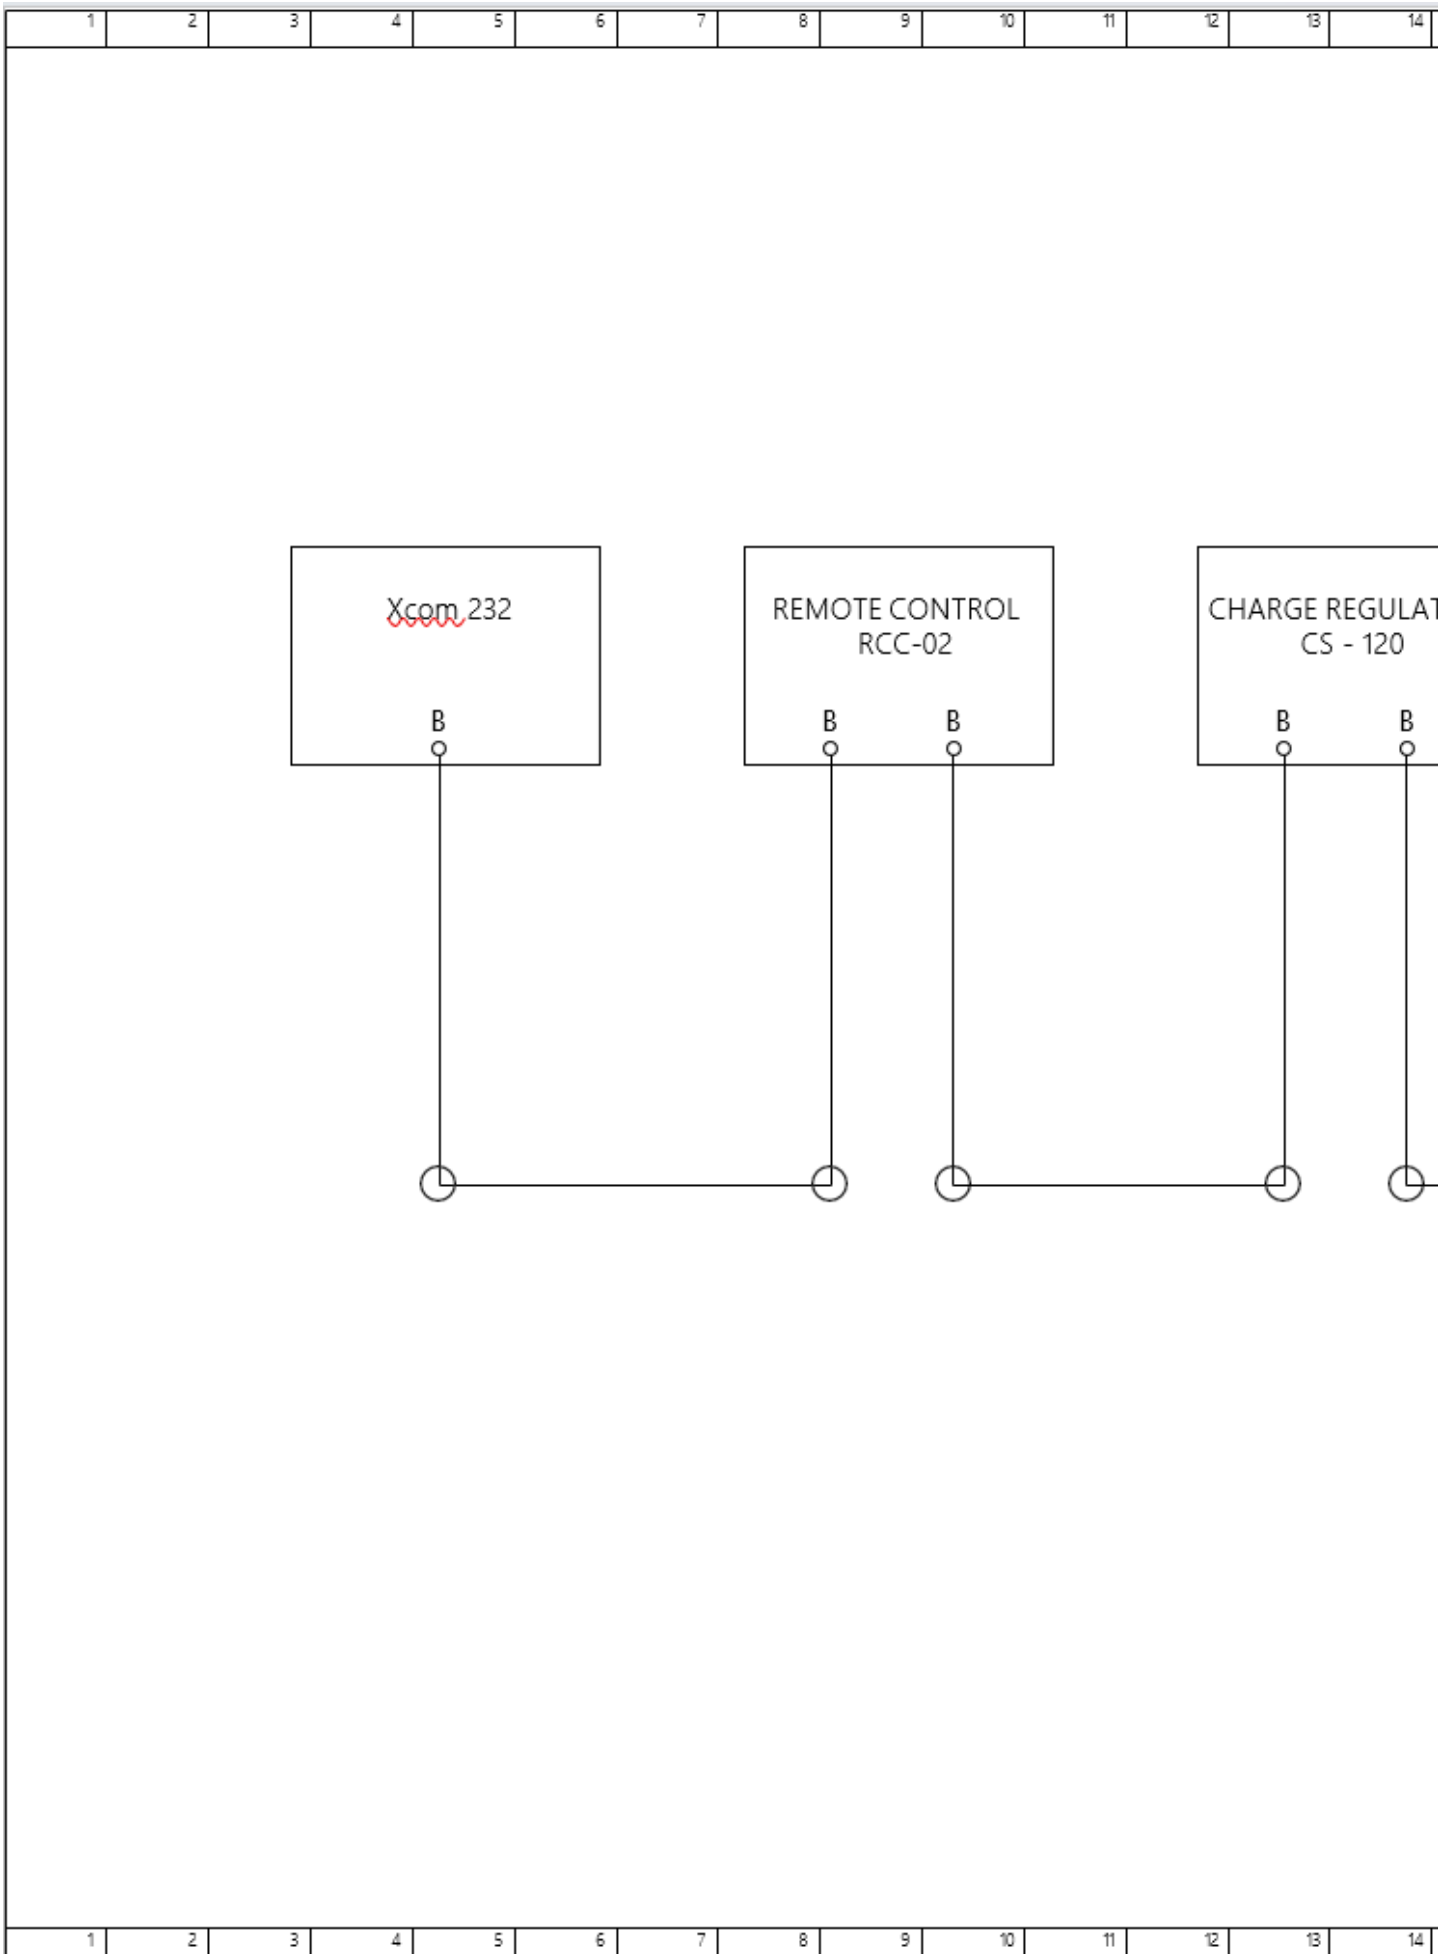 1 2 3 4 5 6 7 8 9 10 11 12 13 14
Xcom 232
REMOTE CONTROL
RCC-02
CHARGE REGULAT
CS - 120
B
B B
B B
1 2 3 4 5 6 7 8 9 10 11 12 13 14